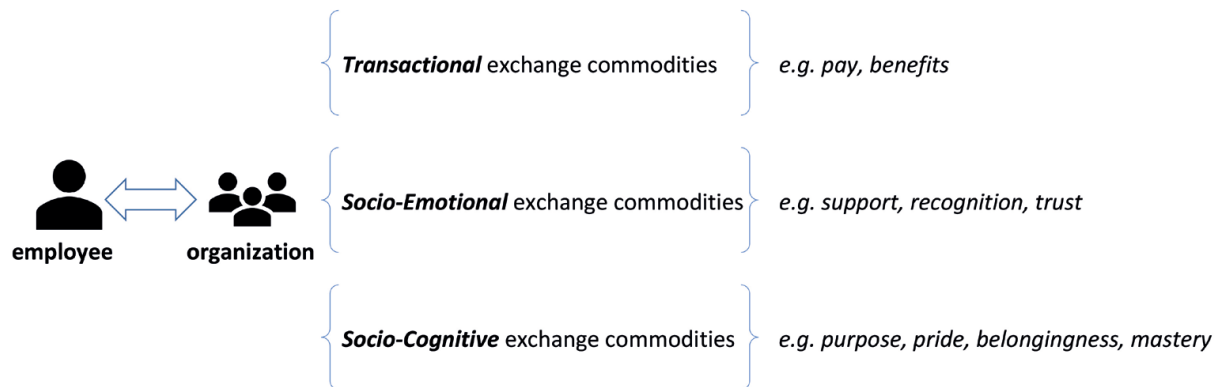 Transactional exchange commodities e.g. pay, benefits
Socio-Emotional exchange commodities e.g. support, recognition, trust
employee organization
Socio-Cognitive exchange commodities e.g. purpose, pride, belongingness, mastery